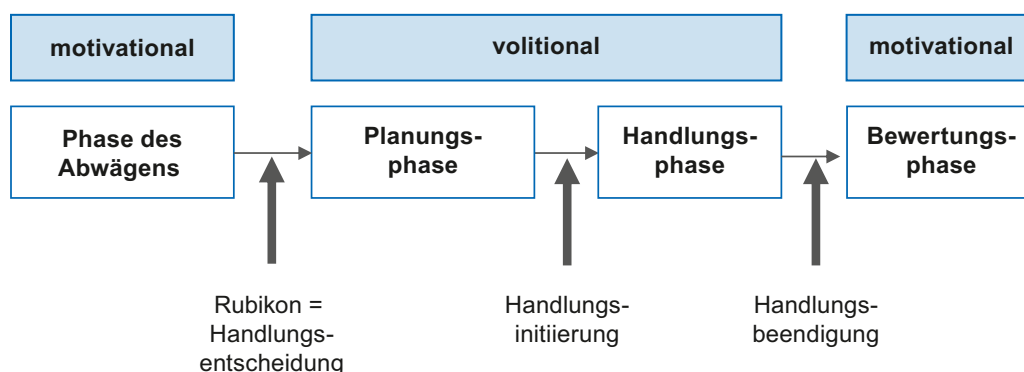 motivational
volitional
motivational
Phase des
Abwägens
Planungs-
phase
Handlungs-
phase
Bewertungs-
phase
Rubikon =
Handlungs-
entscheidung
Handlungs-
initiierung
Handlungs-
beendigung